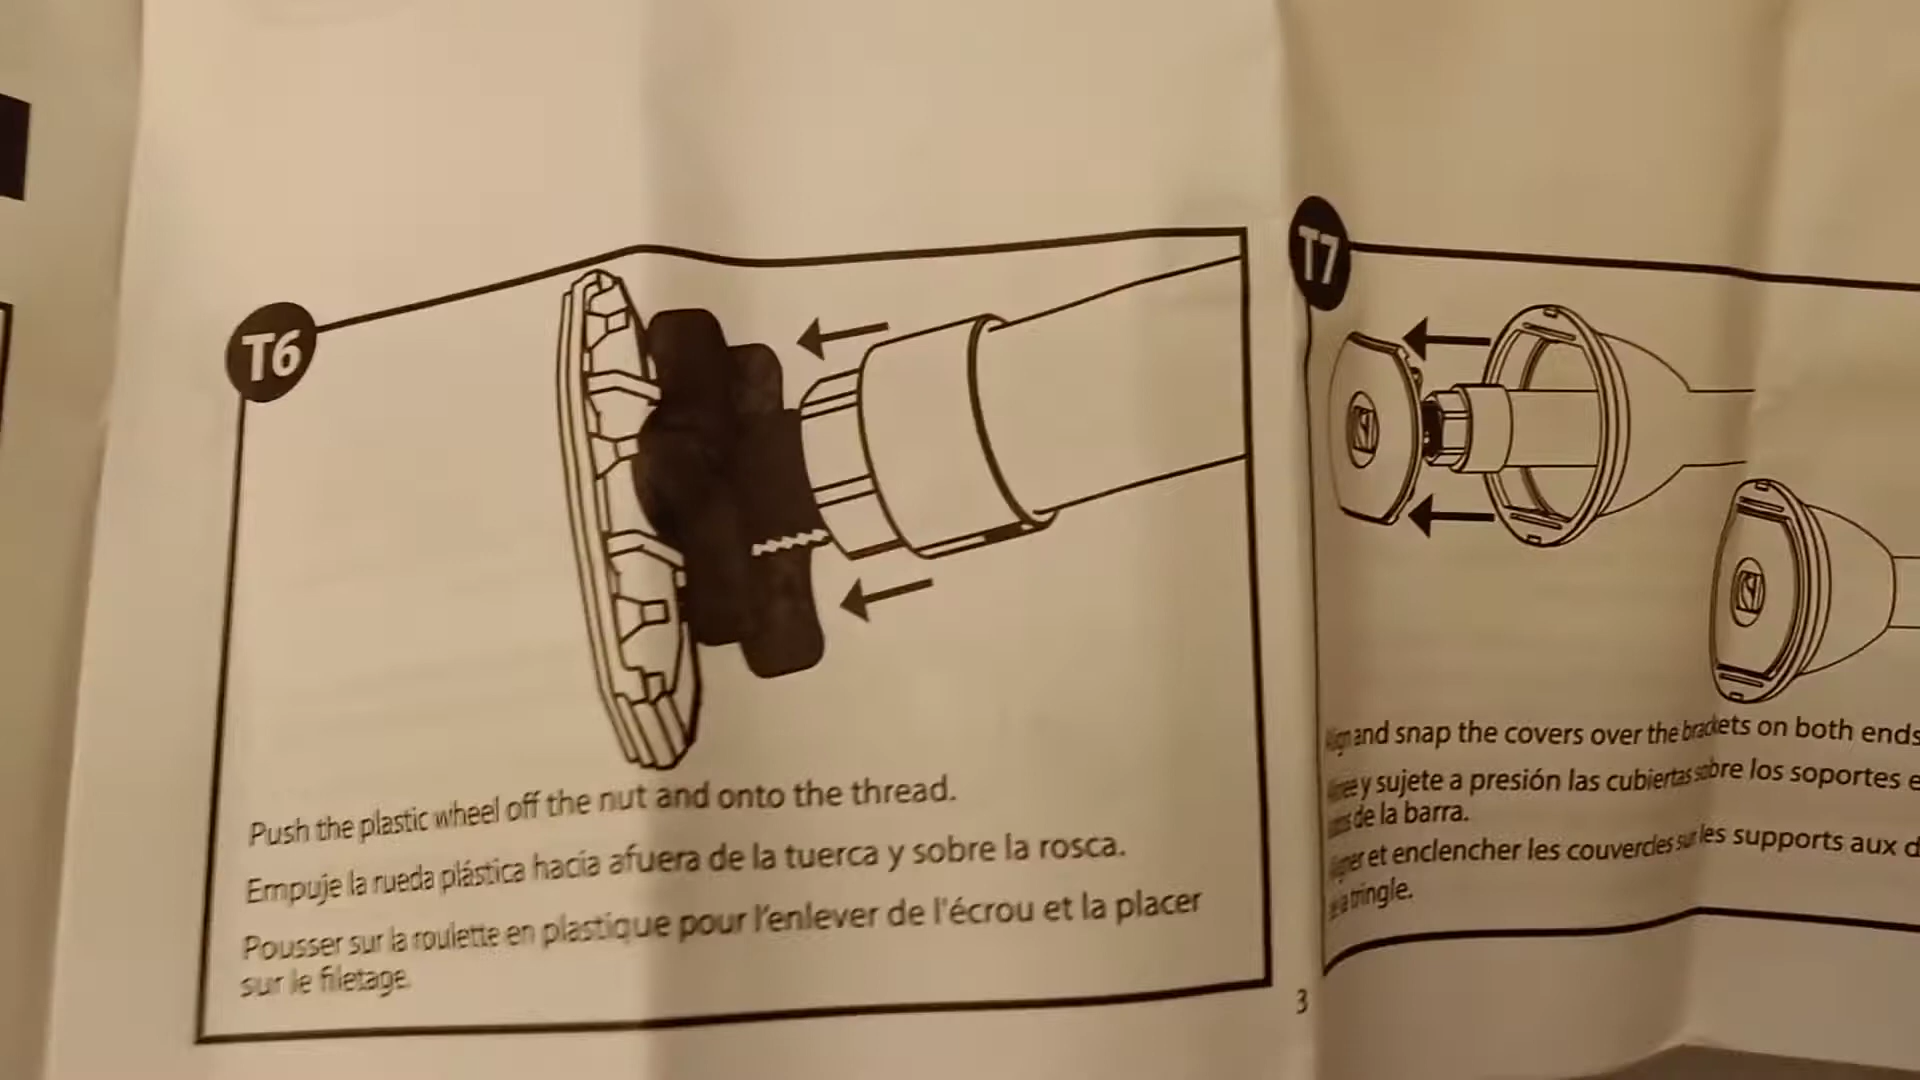 T6
Push the plastic wheel off the nut and onto the thread.
Empuje la rueda plástica hacia afuera de la tuerca y sobre la rosca.
Pousser sur la roulette en plastique pour l'enlever de l'écrou et la placer
sur le filetage.
3
T7
and snap the covers over the brackets on both ends
y sujete a presión las cubiertas sobre los soportes
de la barra.
et enclencher les couvercles sur les supports aux
tringle.